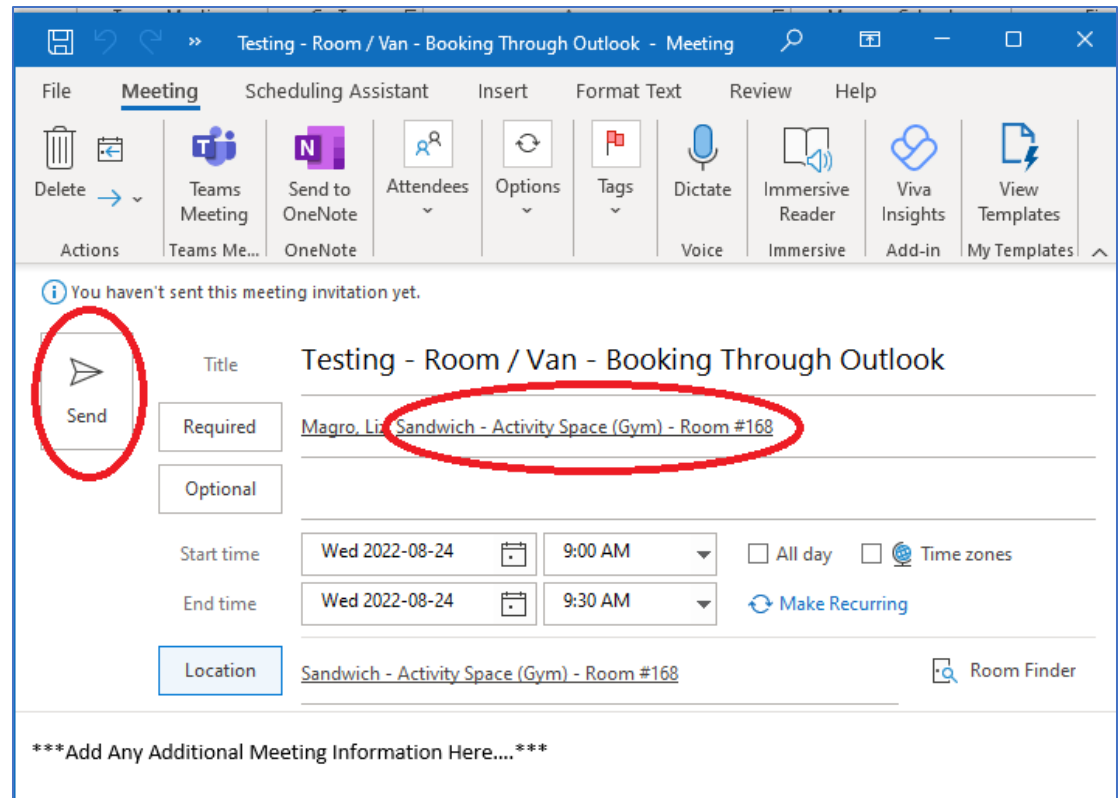 Testing - Room / Van - Booking Through Outlook - Meeting
File Meeting Scheduling Assistant Insert Format Text Review Help
Delete Teams Meeting Send to OneNote Attendees Options Tags Dictate Immersive Reader Viva Insights View Templates
Actions Teams Me... OneNote Voice Immersive Add-in My Templates
You haven't sent this meeting invitation yet.
Send
Title Testing - Room / Van - Booking Through Outlook
Required Magro, Liz Sandwich - Activity Space (Gym) - Room #168
Optional
Start time Wed 2022-08-24 9:00 AM All day Time zones
End time Wed 2022-08-24 9:30 AM Make Recurring
Location Sandwich - Activity Space (Gym) - Room #168 Room Finder
***Add Any Additional Meeting Information Here....***